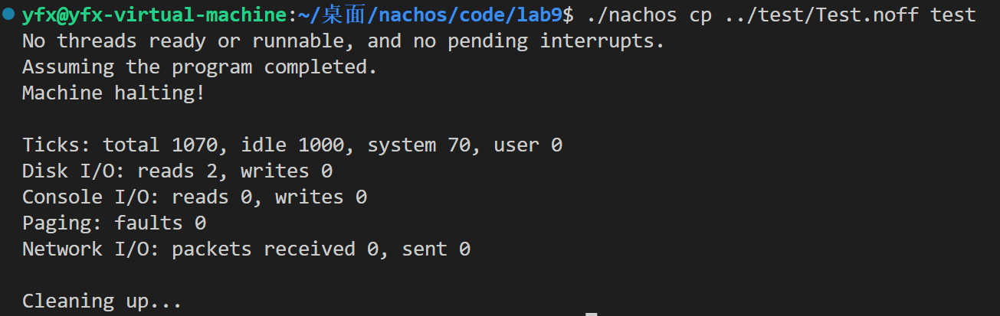 yfx@yfx-virtual-machine:~/桌面/nachos/code/lab9$ ./nachos cp ../test/Test.noff test
No threads ready or runnable, and no pending interrupts.
Assuming the program completed.
Machine halting!
Ticks: total 1070, idle 1000, system 70, user 0
Disk I/O: reads 2, writes 0
Console I/O: reads 0, writes 0
Paging: faults 0
Network I/O: packets received 0, sent 0
Cleaning up...